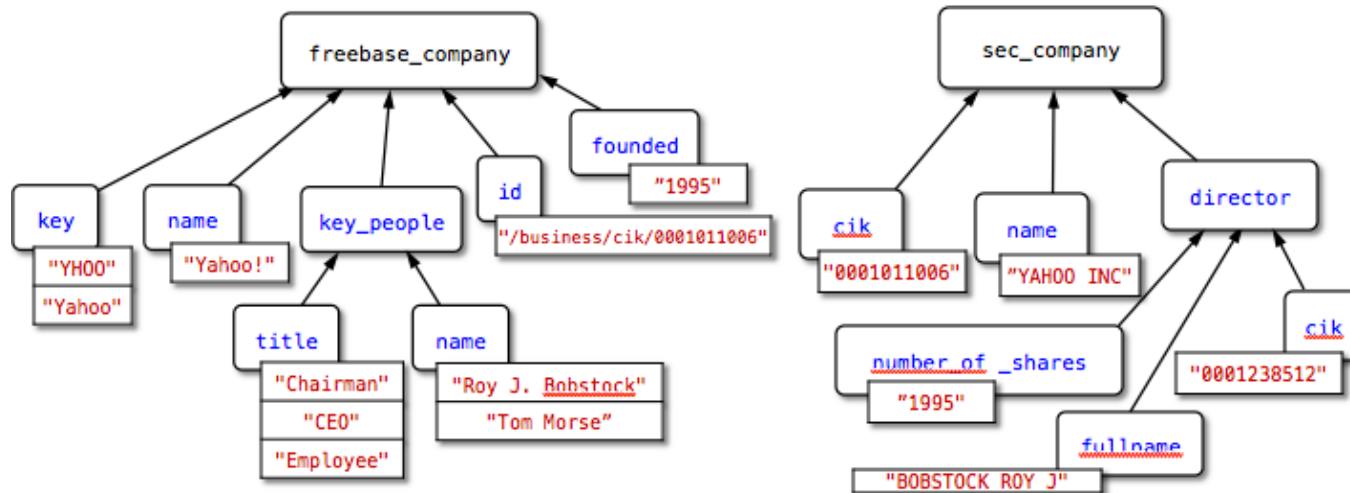 freebase_company
sec_company
founded
"1995"
id
"/business/cik/0001011006"
key
"YHOO"
"Yahoo"
name
"Yahoo!"
key_people
title
"Chairman"
"CEO"
"Employee"
name
"Roy J. Bobstock"
"Tom Morse”
cik
"0001011006"
name
”YAHOO INC"
director
number_of _shares
”1995"
cik
"0001238512"
fullname
"BOBSTOCK ROY J"